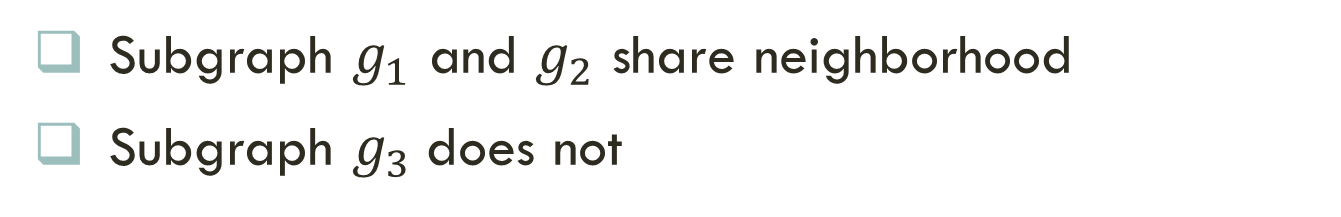 ❑ Subgraph g₁ and g₂ share neighborhood
❑ Subgraph g₃ does not